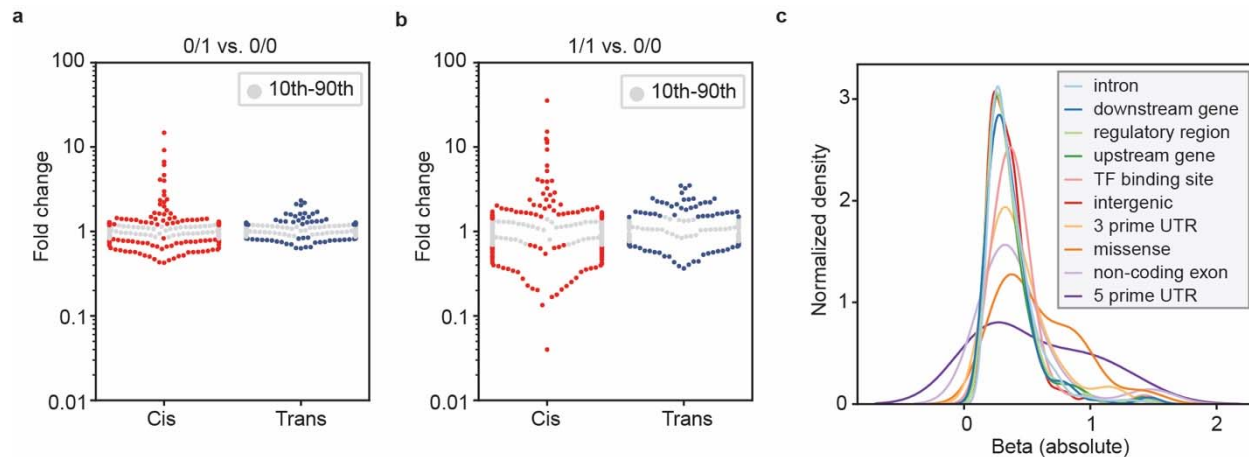 a
0/1 vs. 0/0
Fold change
100
10
1
0.1
0.01
10th-90th
Cis
Trans
b
1/1 vs. 0/0
Fold change
100
10
1
0.1
0.01
10th-90th
Cis
Trans
c
Normalized density
3
2
1
0
intron
downstream gene
regulatory region
upstream gene
TF binding site
intergenic
3 prime UTR
missense
non-coding exon
5 prime UTR
0
1
2
Beta (absolute)